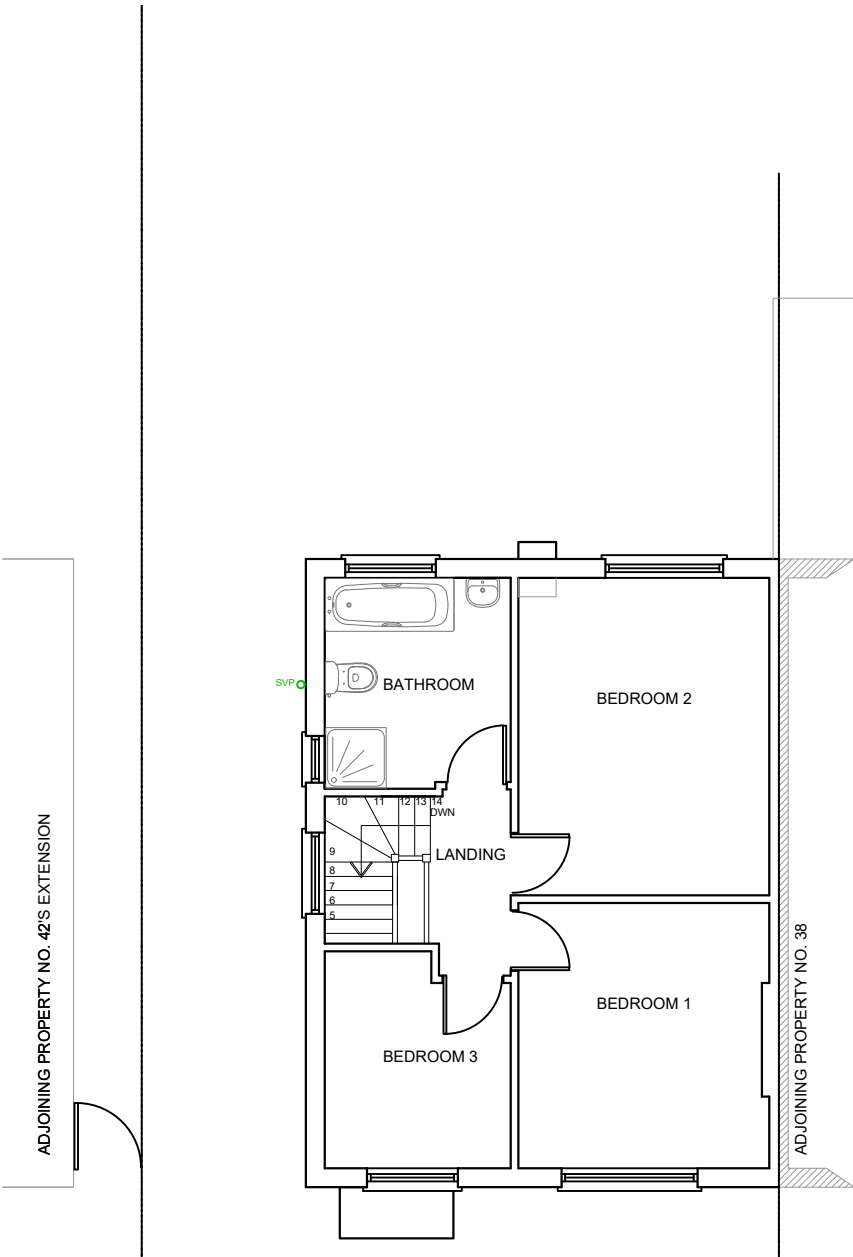 SVP
BATHROOM
BEDROOM 2
10 11 12 13 14
DWN
9
8
7
6
5
LANDING
BEDROOM 1
BEDROOM 3
ADJOINING PROPERTY NO. 42'S EXTENSION
ADJOINING PROPERTY NO. 38